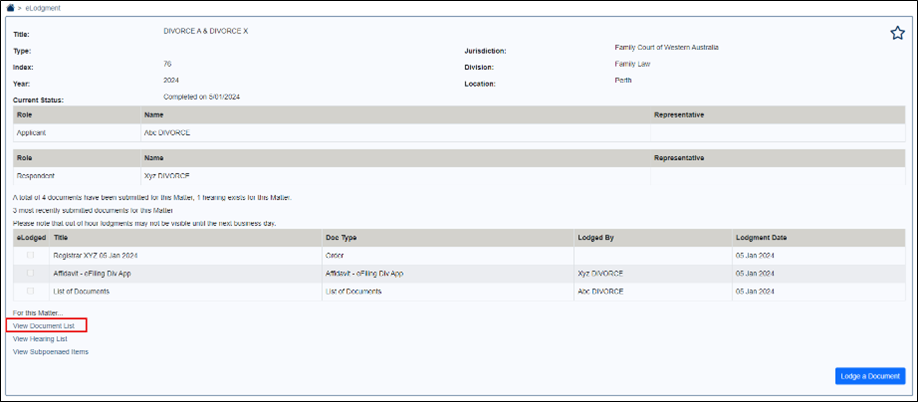 > eLodgment
Title: DIVORCE A & DIVORCE X
Type: Jurisdiction: Family Court of Western Australia
Index: 76 Division: Family Law
Year: 2024 Location: Perth
Current Status: Completed on 5/01/2024
Role Name Representative
Applicant Abc DIVORCE
Role Name Representative
Respondent Xyz DIVORCE
A total of 4 documents have been submitted for this Matter, 1 hearing exists for this Matter.
3 most recently submitted documents for this Matter
Please note that out of hour lodgments may not be visible until the next business day.
eLodged Title Doc Type Lodged By Lodgment Date
Registrar XYZ 05 Jan 2024 Order 05 Jan 2024
Affidavit - eFiling Div App Affidavit - eFiling Div App Xyz DIVORCE 05 Jan 2024
List of Documents List of Documents Abc DIVORCE 05 Jan 2024
For this Matter...
View Document List
View Hearing List
View Subpoenaed Items
Lodge a Document